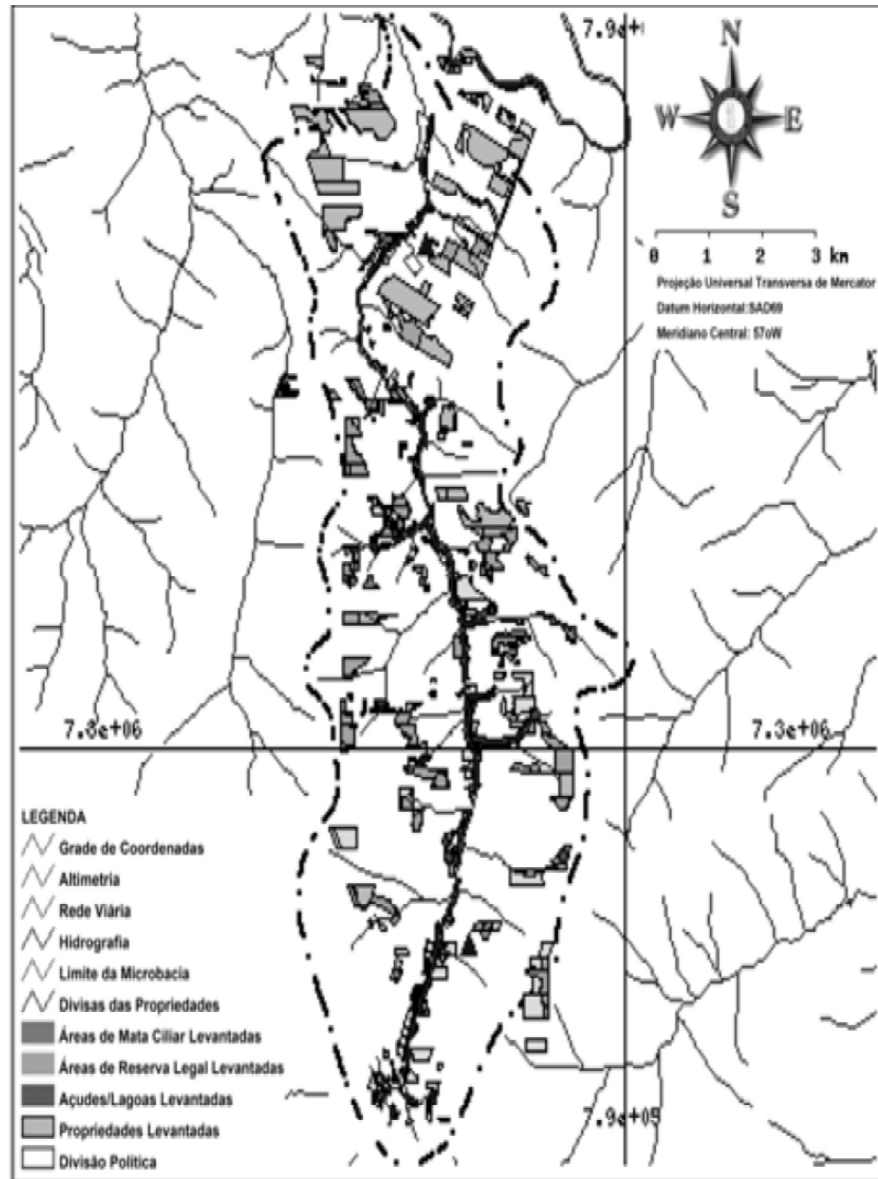 7.9e+
N
W
E
S
0 1 2 3 km
Projeção Universal Transversa de Mercator
Datum Horizontal:SAD69
Meridiano Central: 57oW
7.3e+06
7.3e+06
LEGENDA
Grade de Coordenadas
Altimetria
Rede Viária
Hidrografia
Limite da Microbacia
Divisas das Propriedades
Áreas de Mata Ciliar Levantadas
Áreas de Reserva Legal Levantadas
Açudes/Lagoas Levantadas
Propriedades Levantadas
Divisão Política
7.9e+05